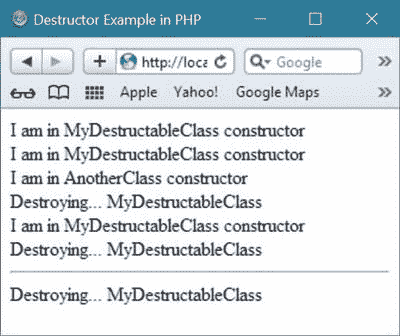 Destructor Example in PHP
http://loca
Google
Apple Yahoo! Google Maps
I am in MyDestructableClass constructor
I am in MyDestructableClass constructor
I am in AnotherClass constructor
Destroying... MyDestructableClass
I am in MyDestructableClass constructor
Destroying... MyDestructableClass
Destroying... MyDestructableClass